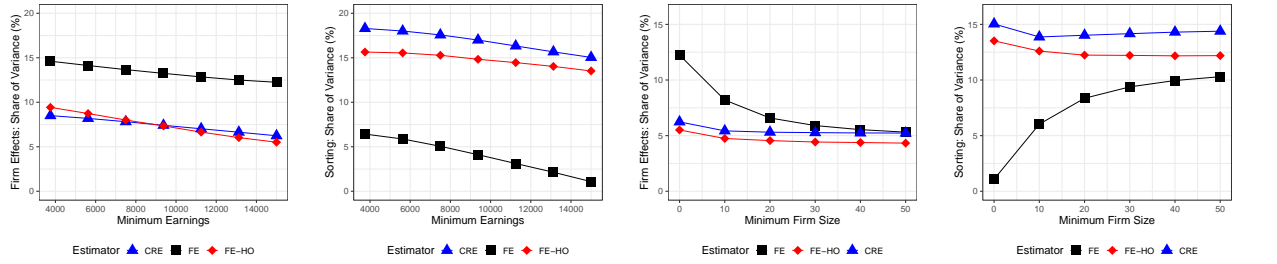 Firm Effects: Share of Variance (%)
20
15
10
5
0
4000 6000 8000 10000 12000 14000
Minimum Earnings
Estimator CRE FE FE-HO
Sorting: Share of Variance (%)
20
15
10
5
0
4000 6000 8000 10000 12000 14000
Minimum Earnings
Estimator CRE FE FE-HO
Firm Effects: Share of Variance (%)
15
10
5
0
0 10 20 30 40 50
Minimum Firm Size
Estimator FE FE-HO CRE
Sorting: Share of Variance (%)
15
10
5
0
0 10 20 30 40 50
Minimum Firm Size
Estimator FE FE-HO CRE